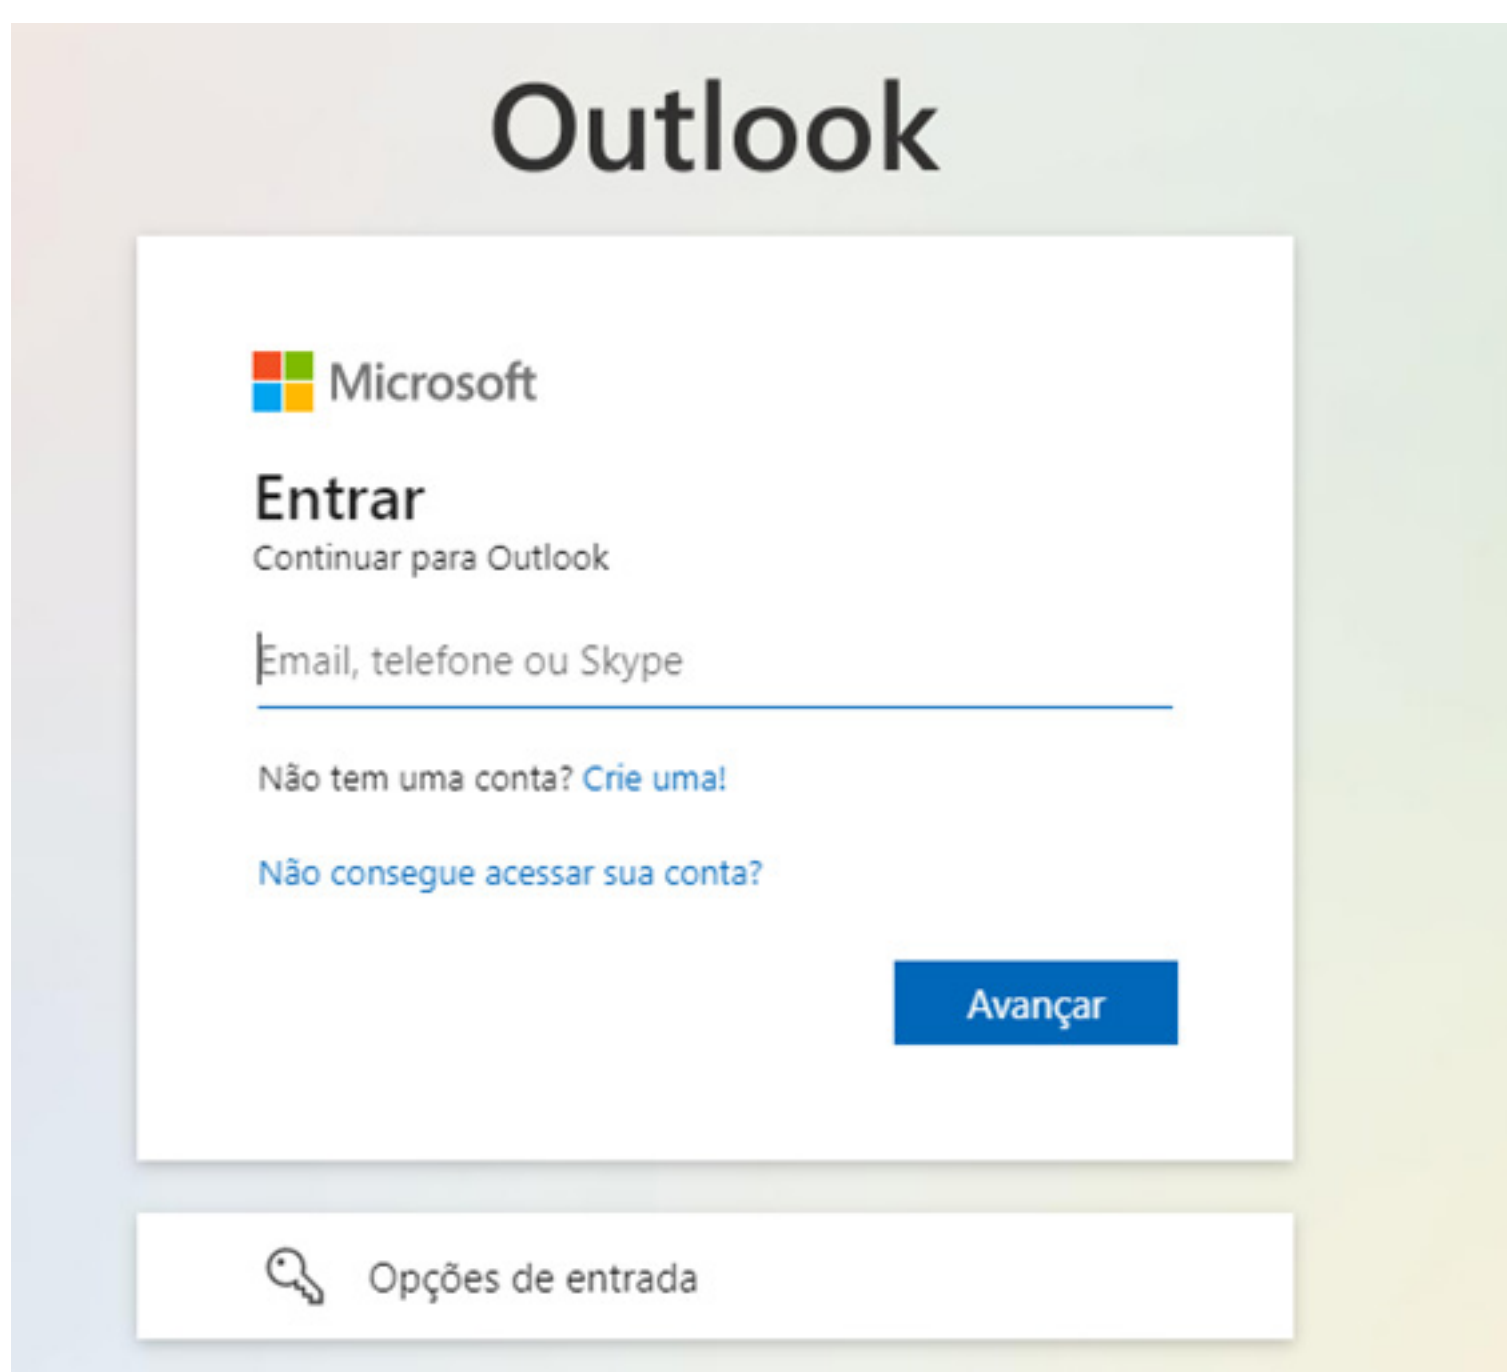 Outlook
Microsoft
Entrar
Continuar para Outlook
Email, telefone ou Skype
Não tem uma conta? Crie uma!
Não consegue acessar sua conta?
Avançar
Opções de entrada